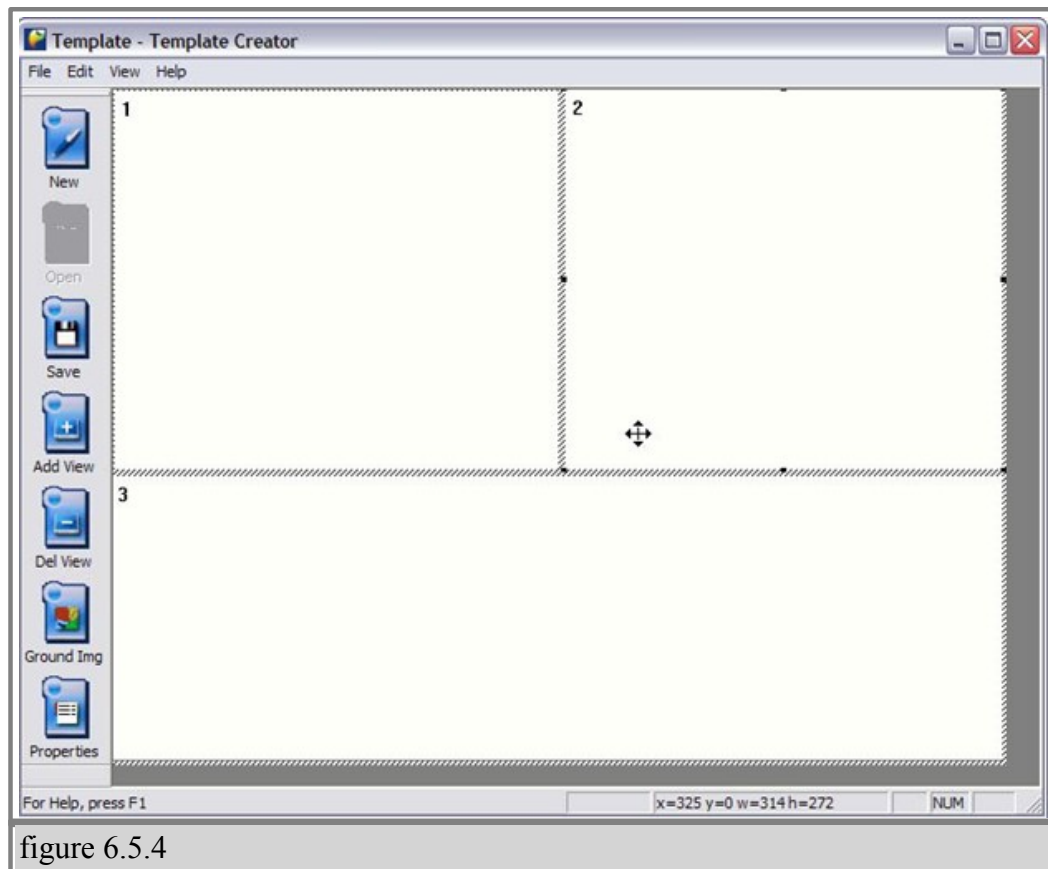 Template - Template Creator
File Edit View Help
1
2
New
Open
Save
Add View
3
Del View
Ground Img
Properties
For Help, press F1
x=325 y=0 w=314 h=272
NUM
figure 6.5.4